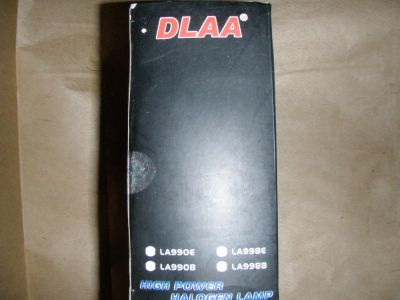 DLAA®
LA990E LA998E
LA990B LA998B
HIGH POWER
HALOGEN LAMP